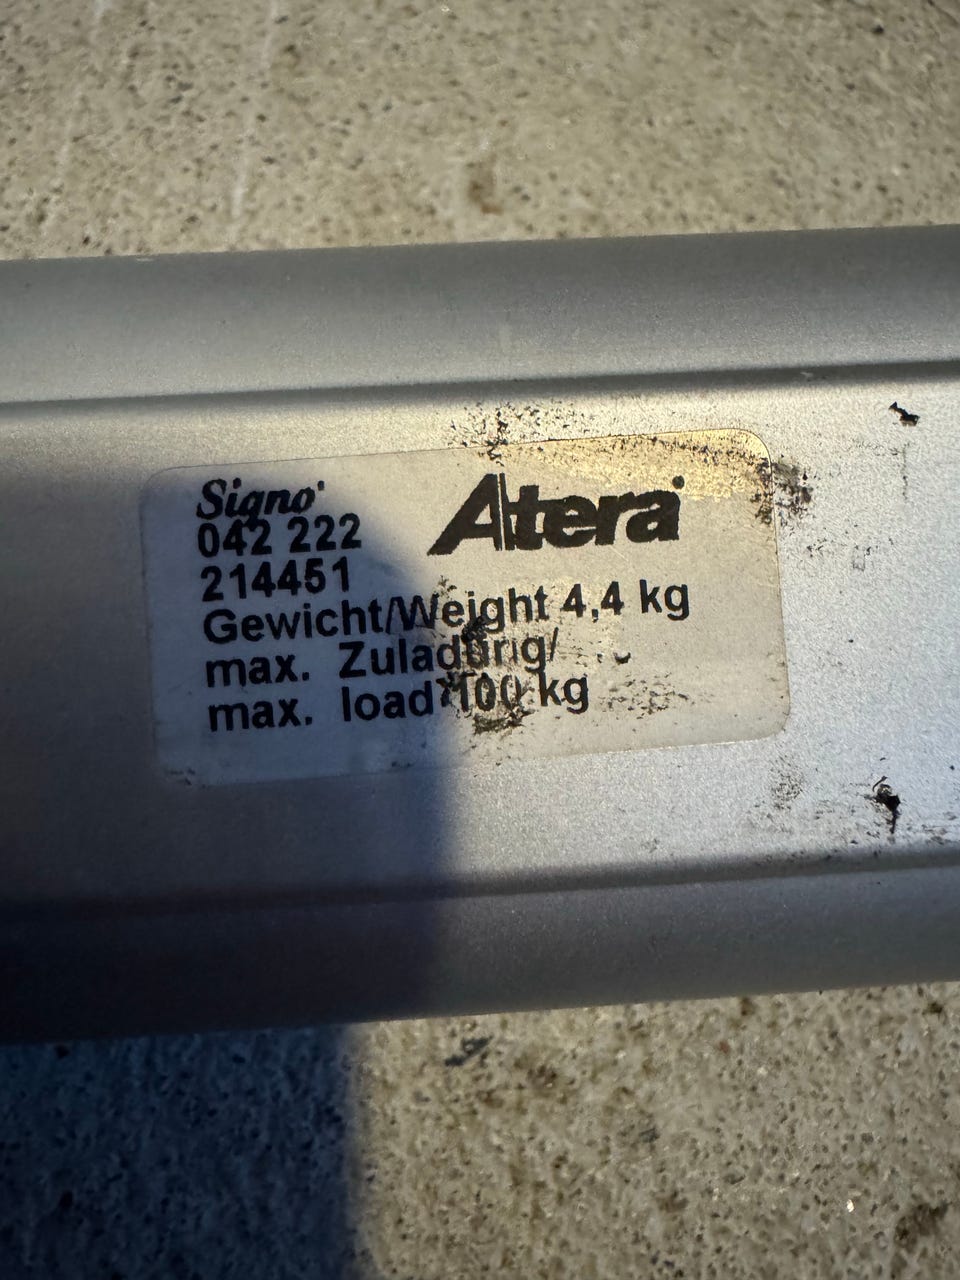 Signo
Atera
042 222
214451
Gewicht/Weight 4,4 kg
max. Zuladung/
max. load 100 kg